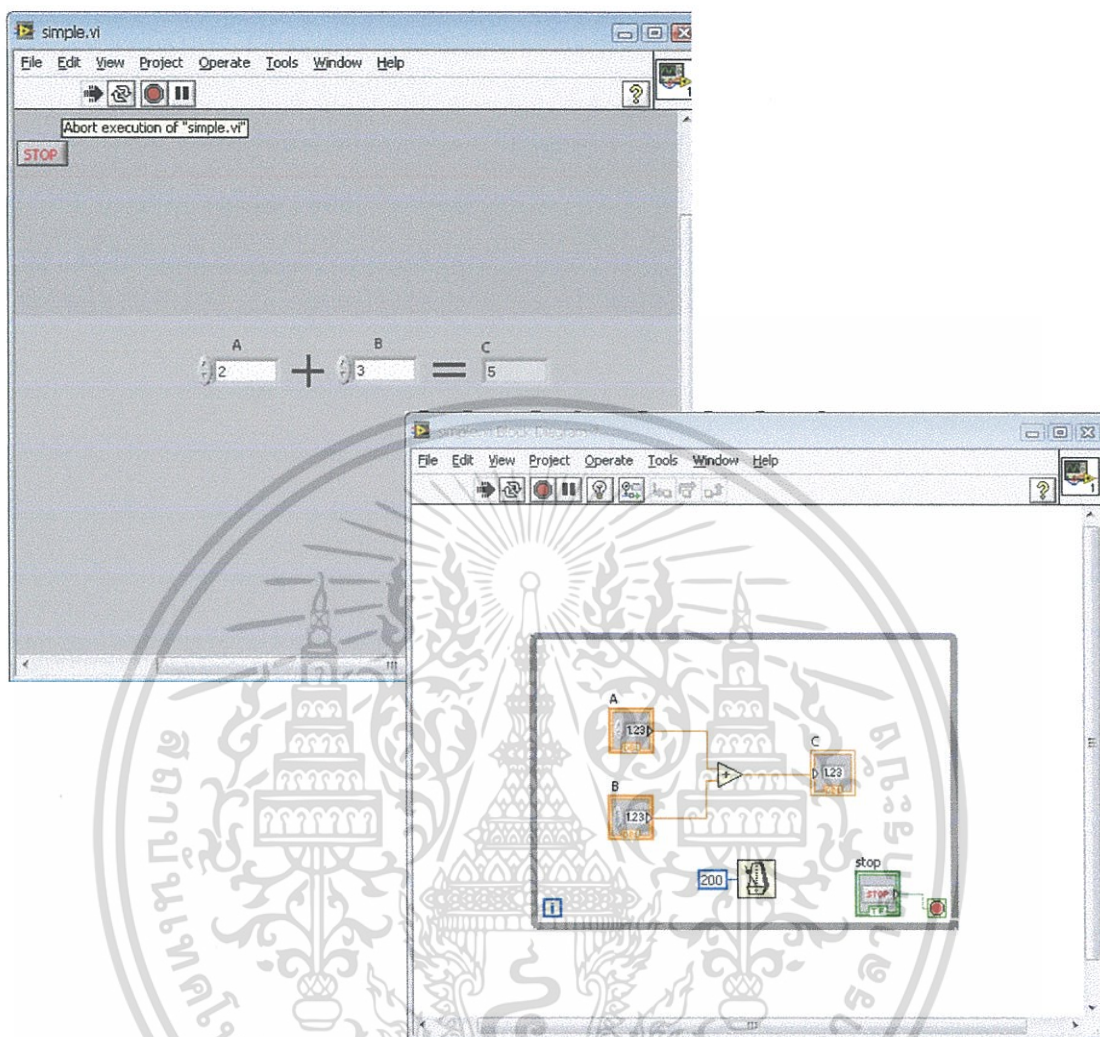 simple.vi
File Edit View Project Operate Tools Window Help
Abort execution of "simple.vi"
STOP
A
B
C
2
3
5
File Edit View Project Operate Tools Window Help
A
1.23
C
1.23
B
1.23
200
stop
STOP
i